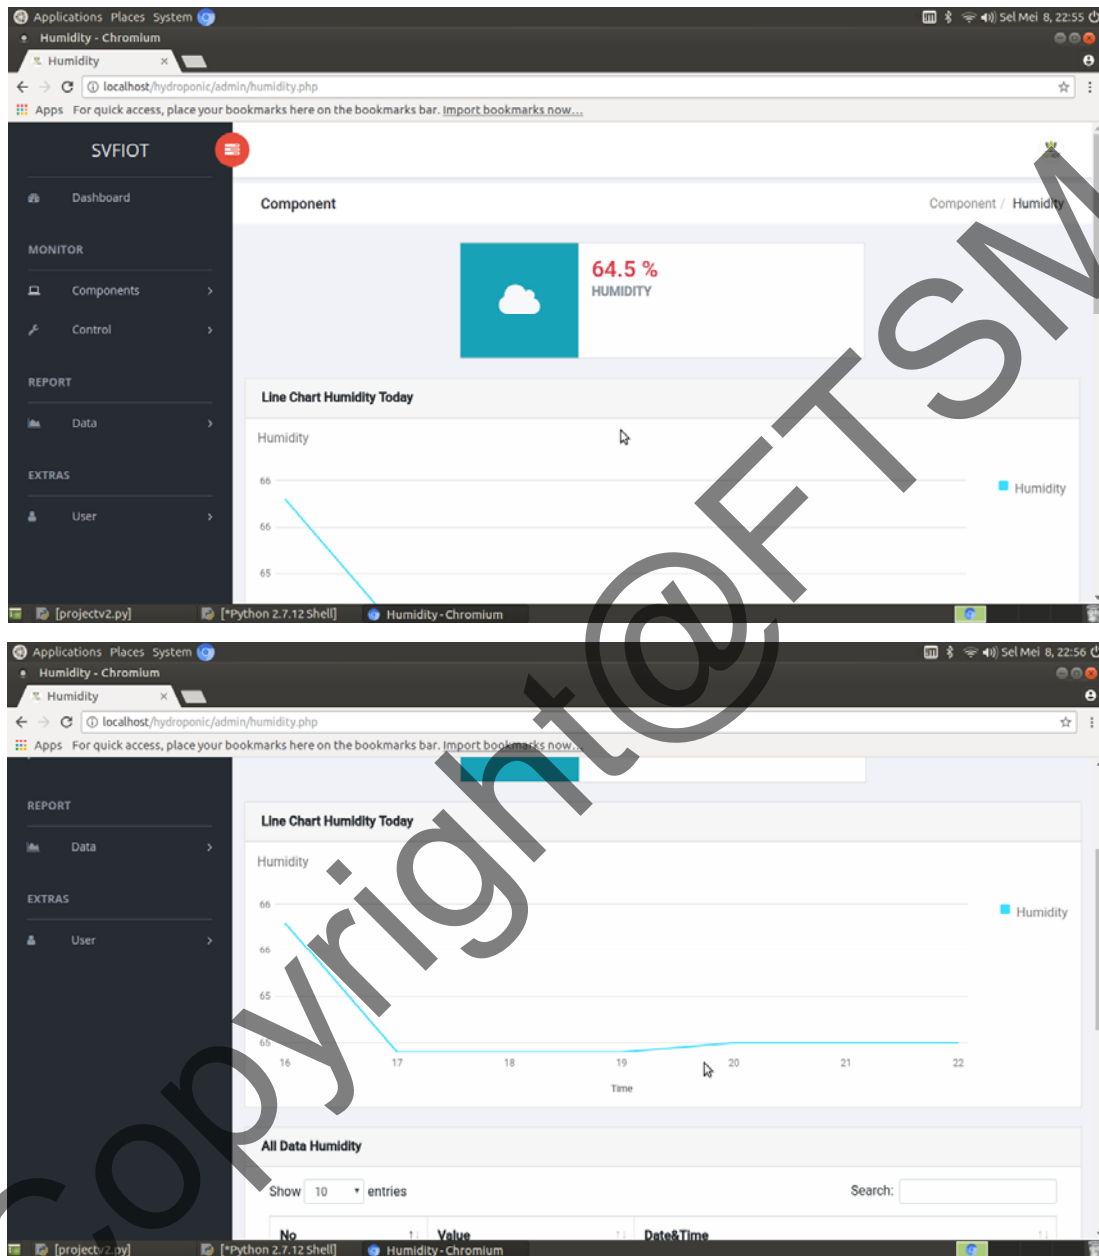 Applications Places System
Sel Mei 8, 22:55
Humidity - Chromium
Humidity ×
localhost/hydroponic/admin/humidity.php
Apps For quick access, place your bookmarks here on the bookmarks bar. Import bookmarks now...
SVFIOT
Dashboard
Component
Component / Humidity
MONITOR
64.5 %
HUMIDITY
Components
Control
REPORT
Line Chart Humidity Today
Data
Humidity
EXTRAS
66
Humidity
User
66
65
[projectv2.py] [*Python 2.7.12 Shell] Humidity - Chromium
Applications Places System
Sel Mei 8, 22:56
Humidity - Chromium
Humidity ×
localhost/hydroponic/admin/humidity.php
Apps For quick access, place your bookmarks here on the bookmarks bar. Import bookmarks now...
REPORT
Line Chart Humidity Today
Data
Humidity
EXTRAS
66
Humidity
User
66
65
65
16 17 18 19 20 21 22
Time
All Data Humidity
Show 10 entries
Search:
No Value Date&Time
[projectv2.py] [*Python 2.7.12 Shell] Humidity - Chromium
Copyright@FTSM